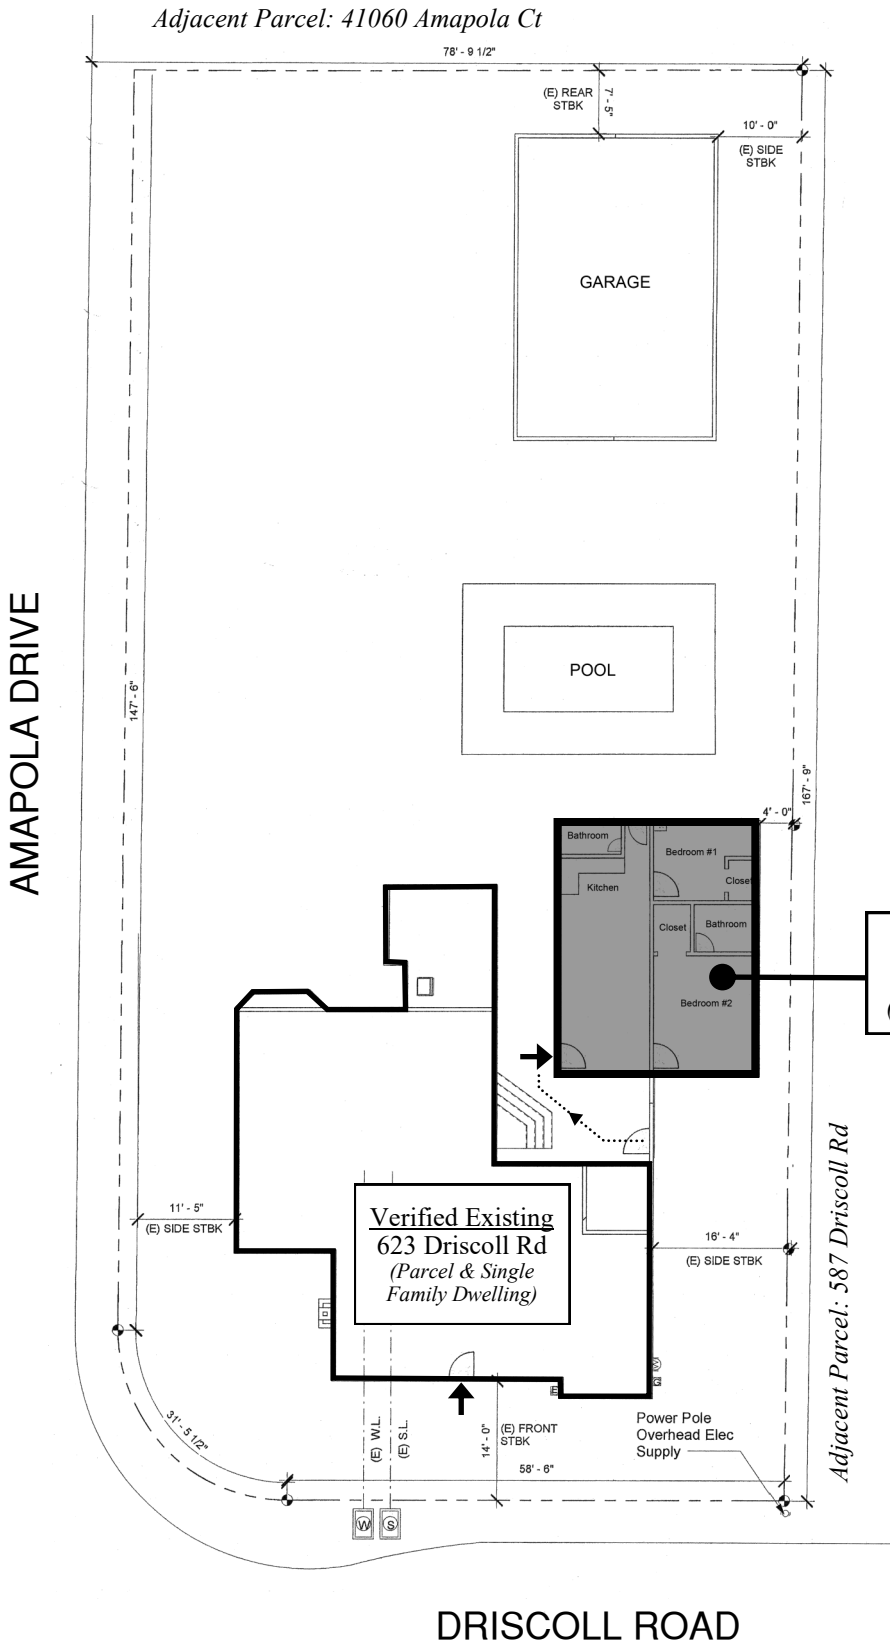 Adjacent Parcel: 41060 Amapola Ct
78' - 9 1/2"
(E) REAR
STBK
7' - 5"
10' - 0"
(E) SIDE
STBK
GARAGE
AMAPOLA DRIVE
147' - 6"
POOL
167' - 9"
4' - 0"
Bathroom
Bedroom #1
Closet
Kitchen
Closet
Bathroom
Bedroom #2
Adjacent Parcel: 587 Driscoll Rd
11' - 5"
(E) SIDE STBK
Verified Existing
623 Driscoll Rd
(Parcel & Single
Family Dwelling)
16' - 4"
(E) SIDE STBK
31' - 5 1/2"
(E) W.L.
(E) S.L.
14' - 0"
(E) FRONT
STBK
Power Pole
Overhead Elec
Supply
58' - 6"
W
S
DRISCOLL ROAD